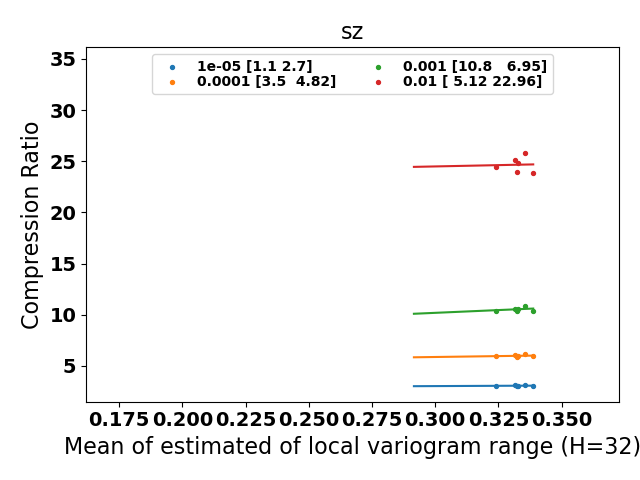 sz
1e-05 [1.1 2.7]
0.0001 [3.5  4.82]
0.001 [10.8   6.95]
0.01 [ 5.12 22.96]
35
30
25
20
15
10
5
Compression Ratio
0.175 0.200 0.225 0.250 0.275 0.300 0.325 0.350
Mean of estimated of local variogram range (H=32)